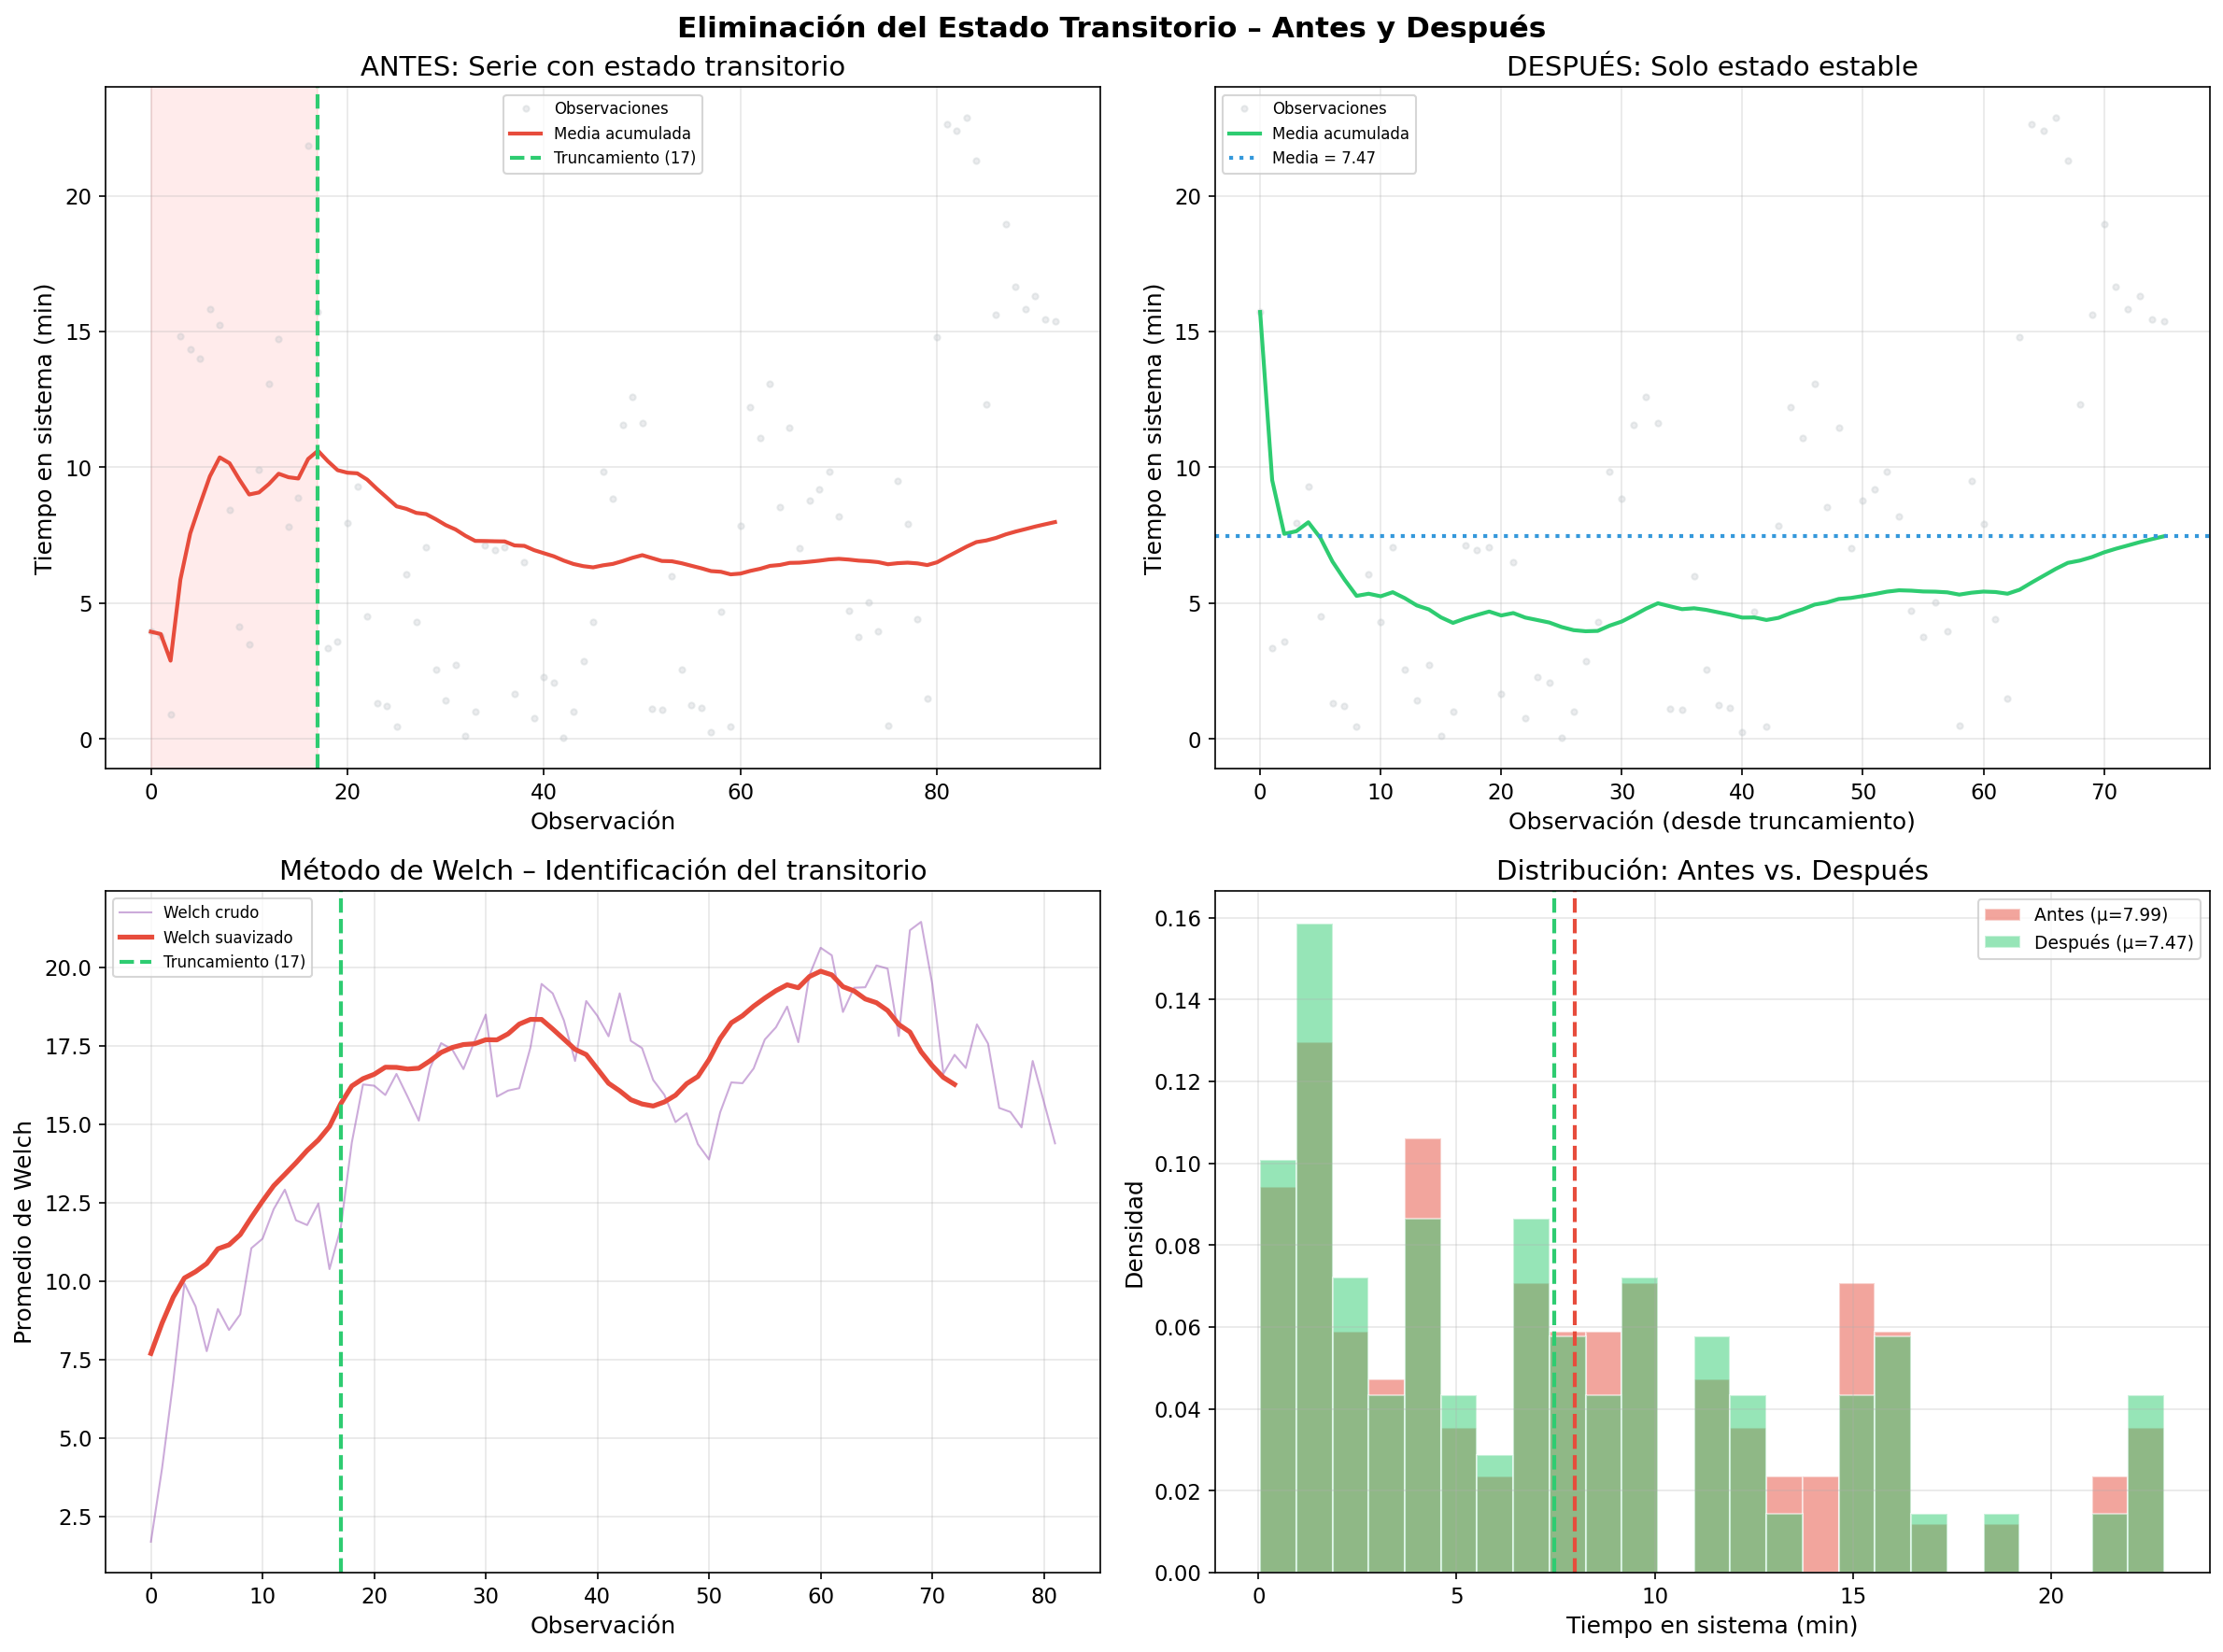 Eliminación del Estado Transitorio – Antes y Después
ANTES: Serie con estado transitorio
Observaciones
Media acumulada
Truncamiento (17)
Tiempo en sistema (min)
20
15
10
5
0
0 20 40 60 80
Observación
DESPUÉS: Solo estado estable
Observaciones
Media acumulada
Media = 7.47
Tiempo en sistema (min)
20
15
10
5
0
0 10 20 30 40 50 60 70
Observación (desde truncamiento)
Método de Welch – Identificación del transitorio
Welch crudo
Welch suavizado
Truncamiento (17)
Promedio de Welch
20.0
17.5
15.0
12.5
10.0
7.5
5.0
2.5
0 10 20 30 40 50 60 70 80
Observación
Distribución: Antes vs. Después
Antes (μ=7.99)
Después (μ=7.47)
Densidad
0.16
0.14
0.12
0.10
0.08
0.06
0.04
0.02
0.00
0 5 10 15 20
Tiempo en sistema (min)